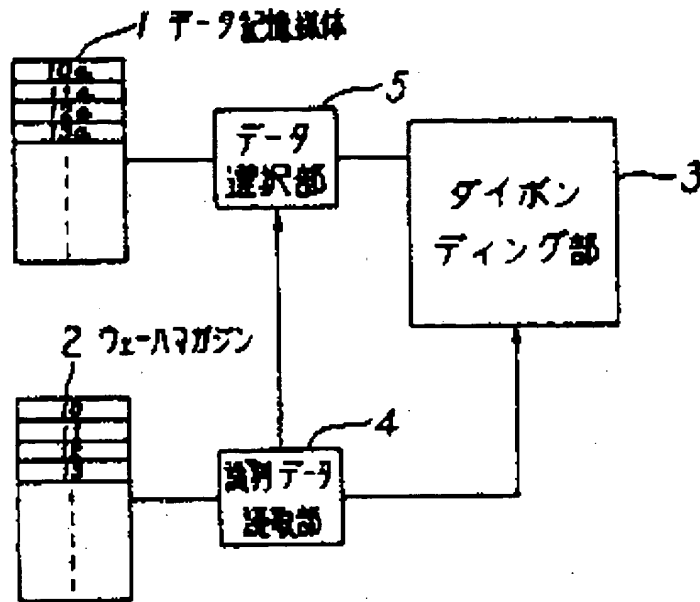 1 データ記憶媒体
10a
11a
12a
13a
5
データ
選択部
3
ダイボン
ディング部
2 ウェーハマガジン
10
11
12
13
4
識別データ
読取部